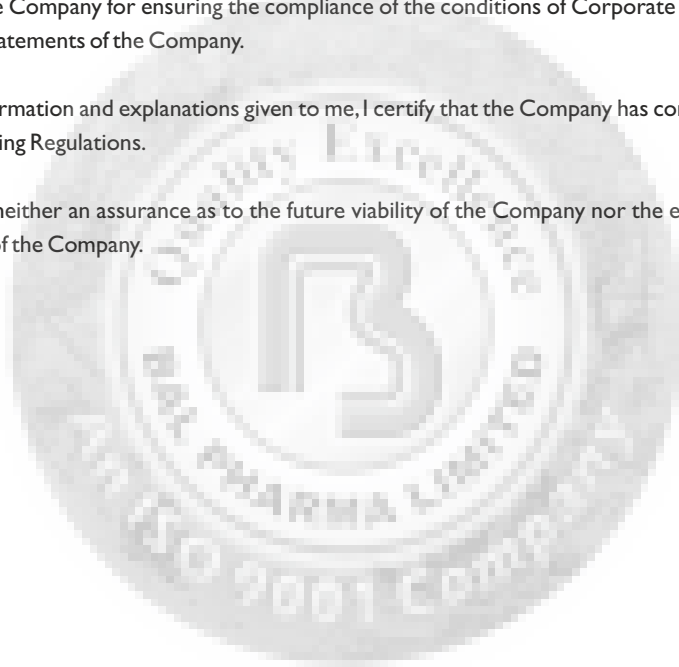 e Company for ensuring the compliance of the conditions of Corporate
atements of the Company.
rmation and explanations given to me, I certify that the Company has co
ing Regulations.
neither an assurance as to the future viability of the Company nor the e
of the Company.
Quality Excellence
BAL PHARMA LIMITED
An ISO 9001 Company